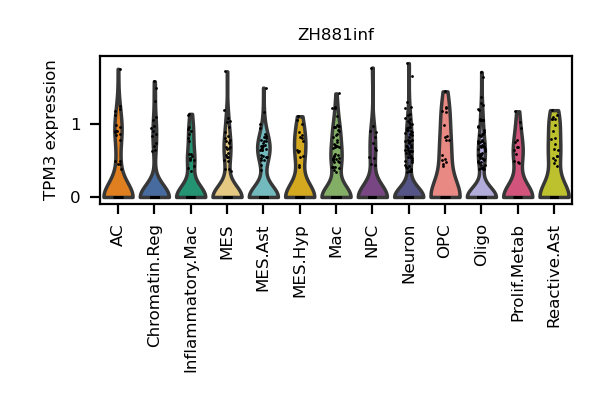 ZH881inf
TPM3 expression
1
0
AC
Chromatin.Reg
Inflammatory.Mac
MES
MES.Ast
MES.Hyp
Mac
NPC
Neuron
OPC
Oligo
Prolif.Metab
Reactive.Ast